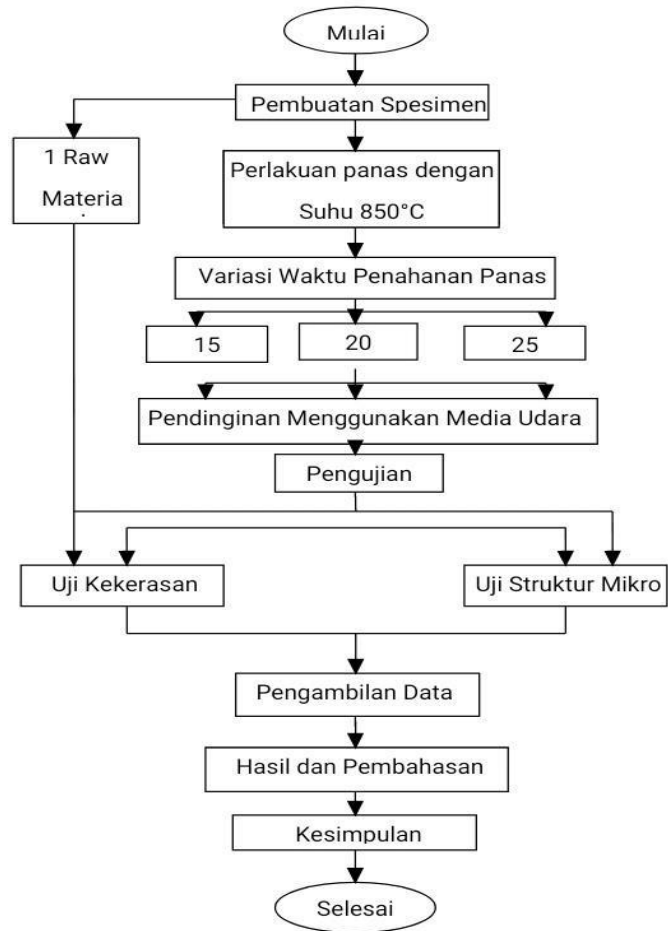 Mulai
Pembuatan Spesimen
1 Raw
Materia
Perlakuan panas dengan
Suhu 850°C
Variasi Waktu Penahanan Panas
15
20
25
Pendinginan Menggunakan Media Udara
Pengujian
Uji Kekerasan
Uji Struktur Mikro
Pengambilan Data
Hasil dan Pembahasan
Kesimpulan
Selesai